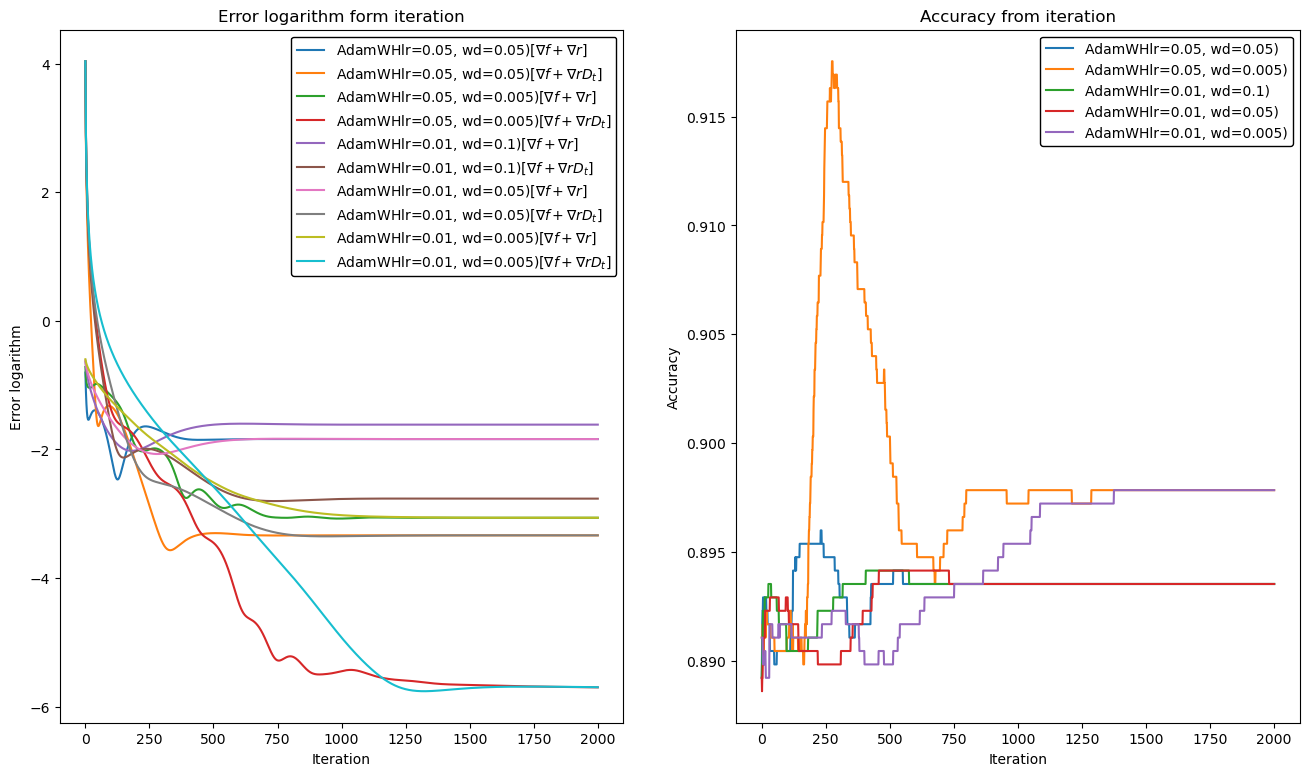 Error logarithm form iteration
AdamWHlr=0.05, wd=0.05)[∇f + ∇r]
AdamWHlr=0.05, wd=0.05)[∇f + ∇rD_t]
AdamWHlr=0.05, wd=0.005)[∇f + ∇r]
AdamWHlr=0.05, wd=0.005)[∇f + ∇rD_t]
AdamWHlr=0.01, wd=0.1)[∇f + ∇r]
AdamWHlr=0.01, wd=0.1)[∇f + ∇rD_t]
AdamWHlr=0.01, wd=0.05)[∇f + ∇r]
AdamWHlr=0.01, wd=0.05)[∇f + ∇rD_t]
AdamWHlr=0.01, wd=0.005)[∇f + ∇r]
AdamWHlr=0.01, wd=0.005)[∇f + ∇rD_t]
Error logarithm
4
2
0
−2
−4
−6
0 250 500 750 1000 1250 1500 1750 2000
Iteration
Accuracy from iteration
AdamWHlr=0.05, wd=0.05)
AdamWHlr=0.05, wd=0.005)
AdamWHlr=0.01, wd=0.1)
AdamWHlr=0.01, wd=0.05)
AdamWHlr=0.01, wd=0.005)
Accuracy
0.915
0.910
0.905
0.900
0.895
0.890
0 250 500 750 1000 1250 1500 1750 2000
Iteration